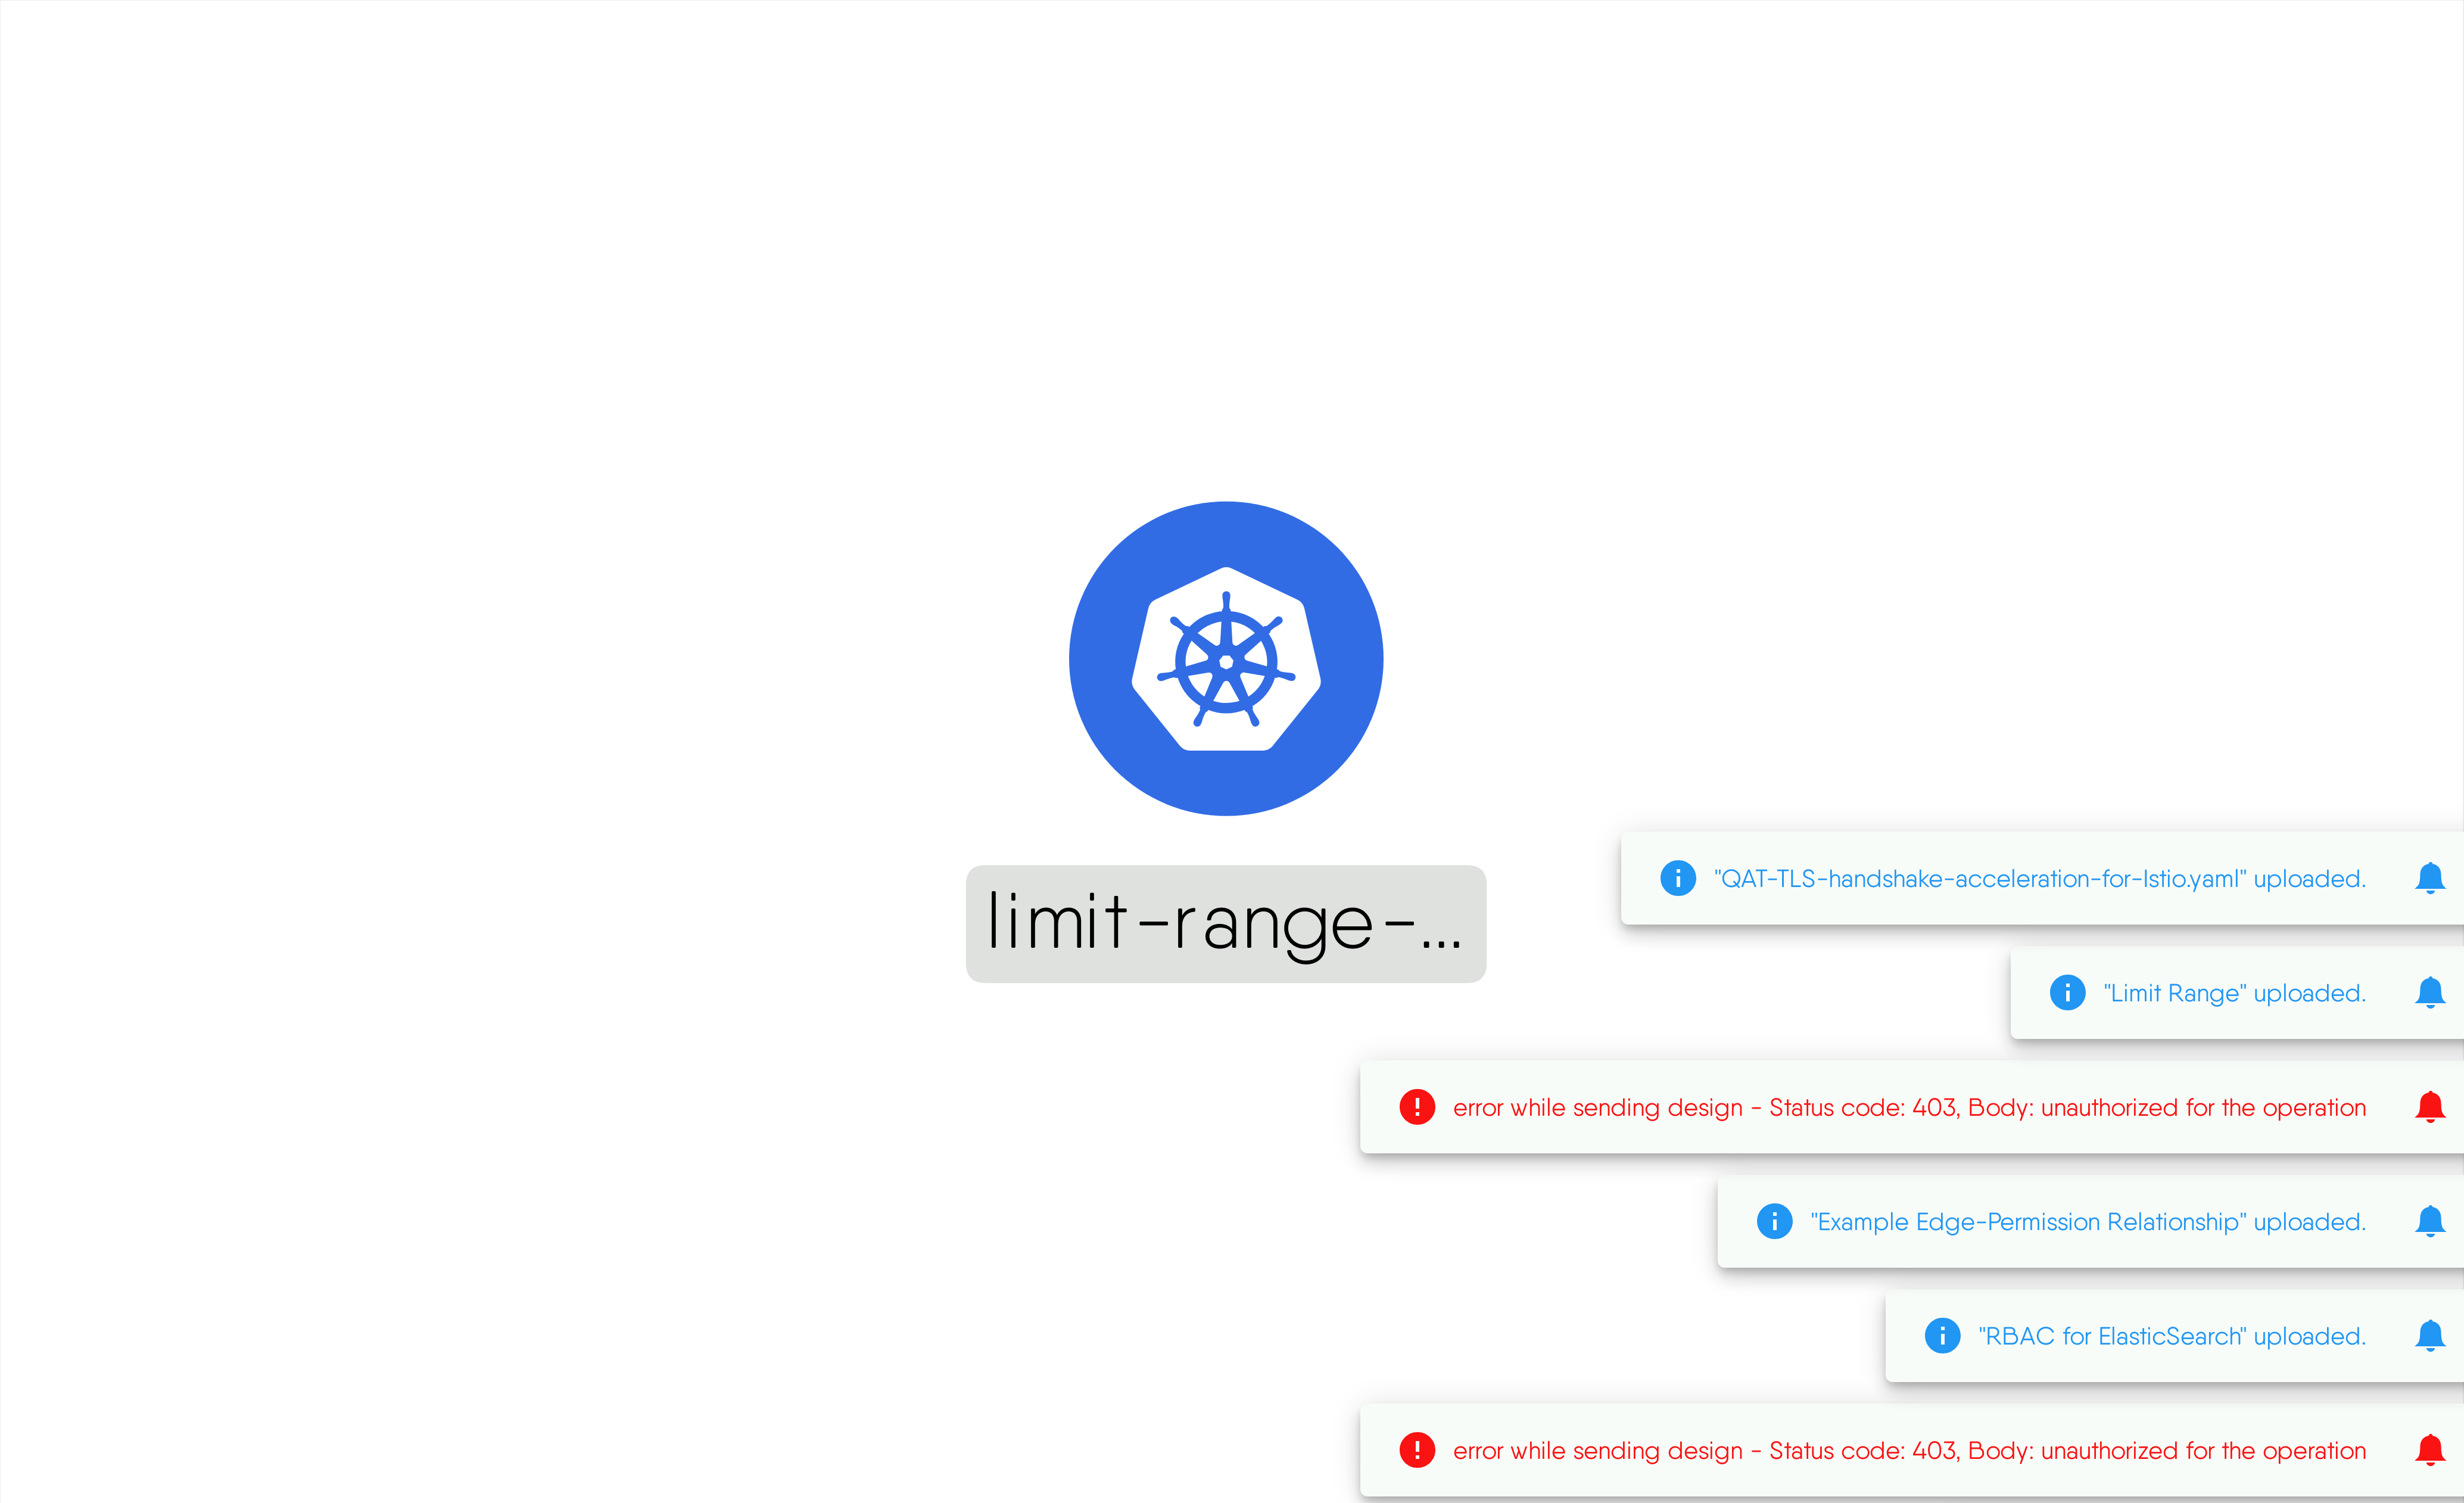 limit-range-...
"QAT-TLS-handshake-acceleration-for-Istio.yaml" uploaded.
"Limit Range" uploaded.
error while sending design - Status code: 403, Body: unauthorized for the operation
"Example Edge-Permission Relationship" uploaded.
"RBAC for ElasticSearch" uploaded.
error while sending design - Status code: 403, Body: unauthorized for the operation